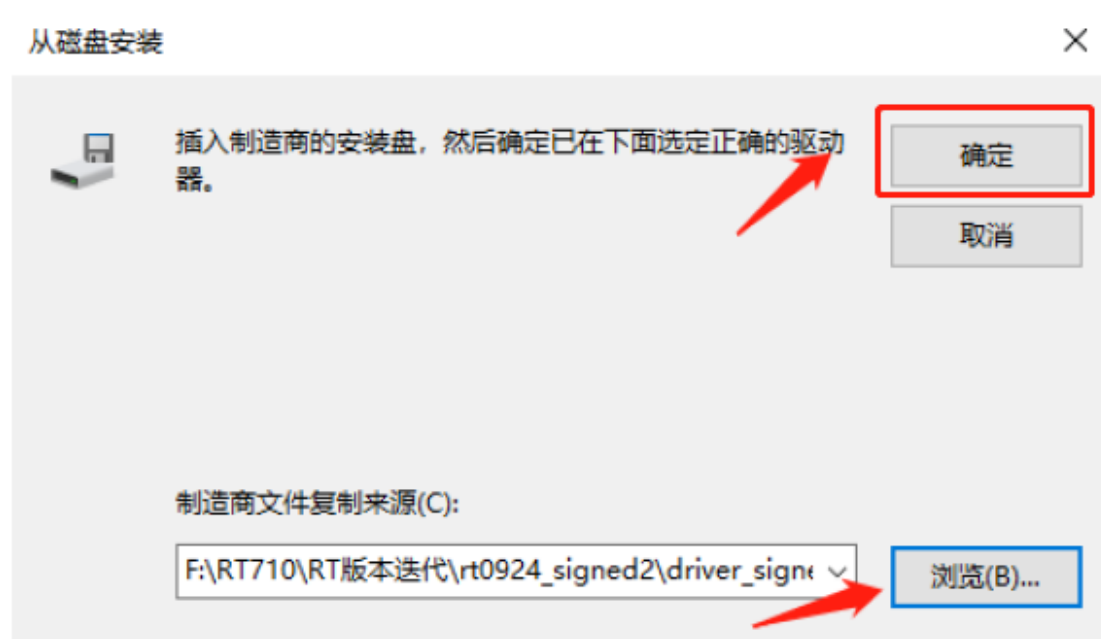 从磁盘安装
插入制造商的安装盘，然后确定已在下面选定正确的驱动
器。
确定
取消
制造商文件复制来源(C):
F:\RT710\RT版本迭代\rt0924_signed2\driver_signe
浏览(B)...